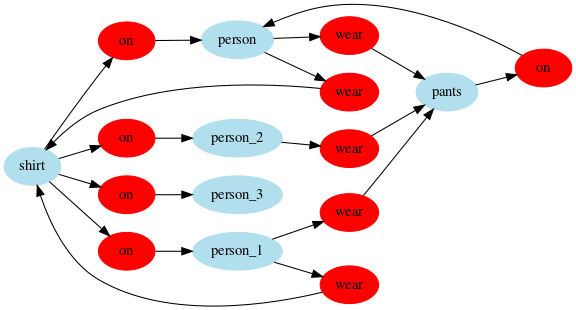 on
person
wear
wear
pants
on
shirt
on
person_2
wear
on
person_3
wear
on
person_1
wear